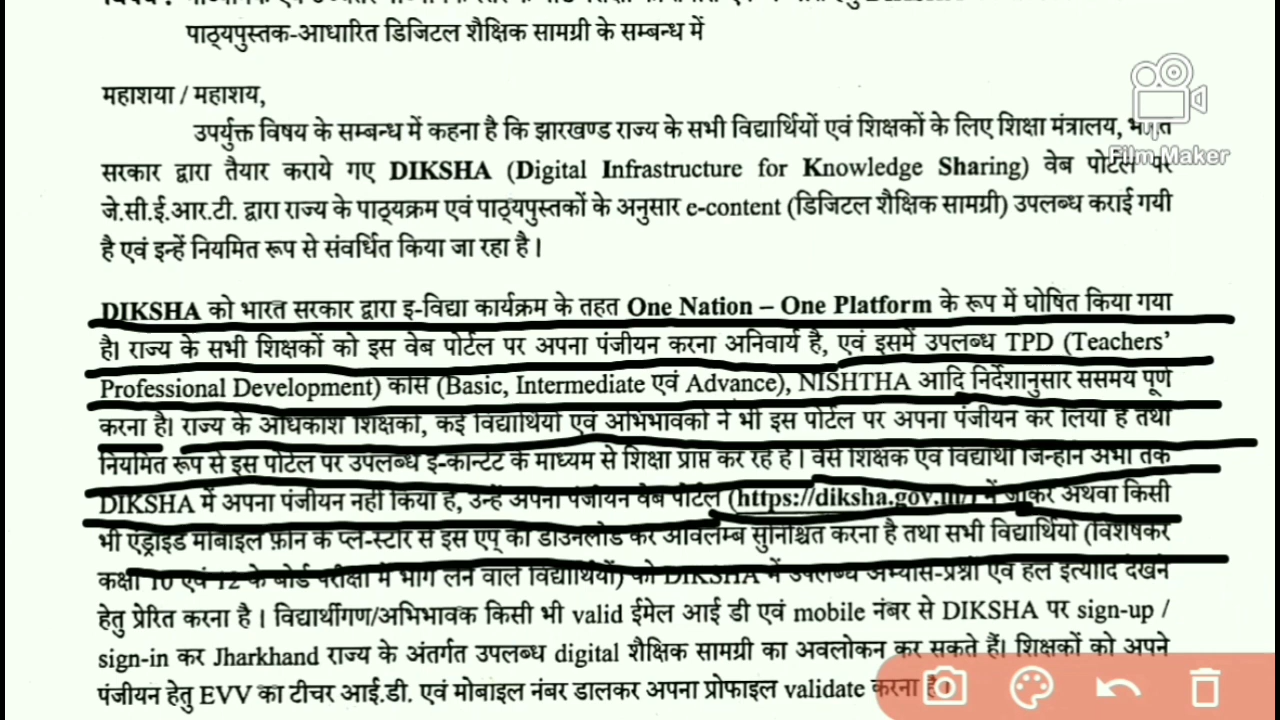 पाठ्यपुस्तक-आधारित डिजिटल शैक्षिक सामग्री के सम्बन्ध में
महाशया / महाशय,
उपर्युक्त विषय के सम्बन्ध में कहना है कि झारखण्ड राज्य के सभी विद्यार्थियों एवं शिक्षकों के लिए शिक्षा मंत्रालय, भारत
सरकार द्वारा तैयार कराये गए DIKSHA (Digital Infrastructure for Knowledge Sharing) वेब पोर्टल पर
Film Maker
जे.सी.ई.आर.टी. द्वारा राज्य के पाठ्यक्रम एवं पाठ्यपुस्तकों के अनुसार e-content (डिजिटल शैक्षिक सामग्री) उपलब्ध कराई गयी
है एवं इन्हें नियमित रूप से संवर्धित किया जा रहा है।
DIKSHA को भारत सरकार द्वारा इ-विद्या कार्यक्रम के तहत One Nation – One Platform के रूप में घोषित किया गया
है। राज्य के सभी शिक्षकों को इस वेब पोर्टल पर अपना पंजीयन करना अनिवार्य है, एवं इसमें उपलब्ध TPD (Teachers’
Professional Development) कोर्स (Basic, Intermediate एवं Advance), NISHTHA आदि निर्देशानुसार ससमय पूर्ण
करना है। राज्य के अधिकांश शिक्षकों, कई विद्यार्थियों एवं अभिभावकों ने भी इस पोर्टल पर अपना पंजीयन कर लिया है तथा
नियमित रूप से इस पोर्टल पर उपलब्ध ई-कान्टेंट के माध्यम से शिक्षा प्राप्त कर रहे हैं। वैसे शिक्षक एवं विद्यार्थी जिन्होंने अभी तक
DIKSHA में अपना पंजीयन नहीं किया है, उन्हें अपना पंजीयन वेब पोर्टल (https://diksha.gov.in/) में जाकर अथवा किसी
भी एंड्राइड मोबाइल फ़ोन के प्ले-स्टोर से इस एप् को डाउनलोड कर अविलम्ब सुनिश्चित करना है तथा सभी विद्यार्थियों (विशेषकर
कक्षा 10 एवं 12 के बोर्ड परीक्षा में भाग लेने वाले विद्यार्थियों) को DIKSHA में उपलब्ध अभ्यास-प्रश्नों एवं हल इत्यादि देखने
हेतु प्रेरित करना है। विद्यार्थीगण/अभिभावक किसी भी valid ईमेल आई डी एवं mobile नंबर से DIKSHA पर sign-up /
sign-in कर Jharkhand राज्य के अंतर्गत उपलब्ध digital शैक्षिक सामग्री का अवलोकन कर सकते हैं। शिक्षकों को अपने
पंजीयन हेतु EVV का टीचर आई.डी. एवं मोबाइल नंबर डालकर अपना प्रोफाइल validate करना है।